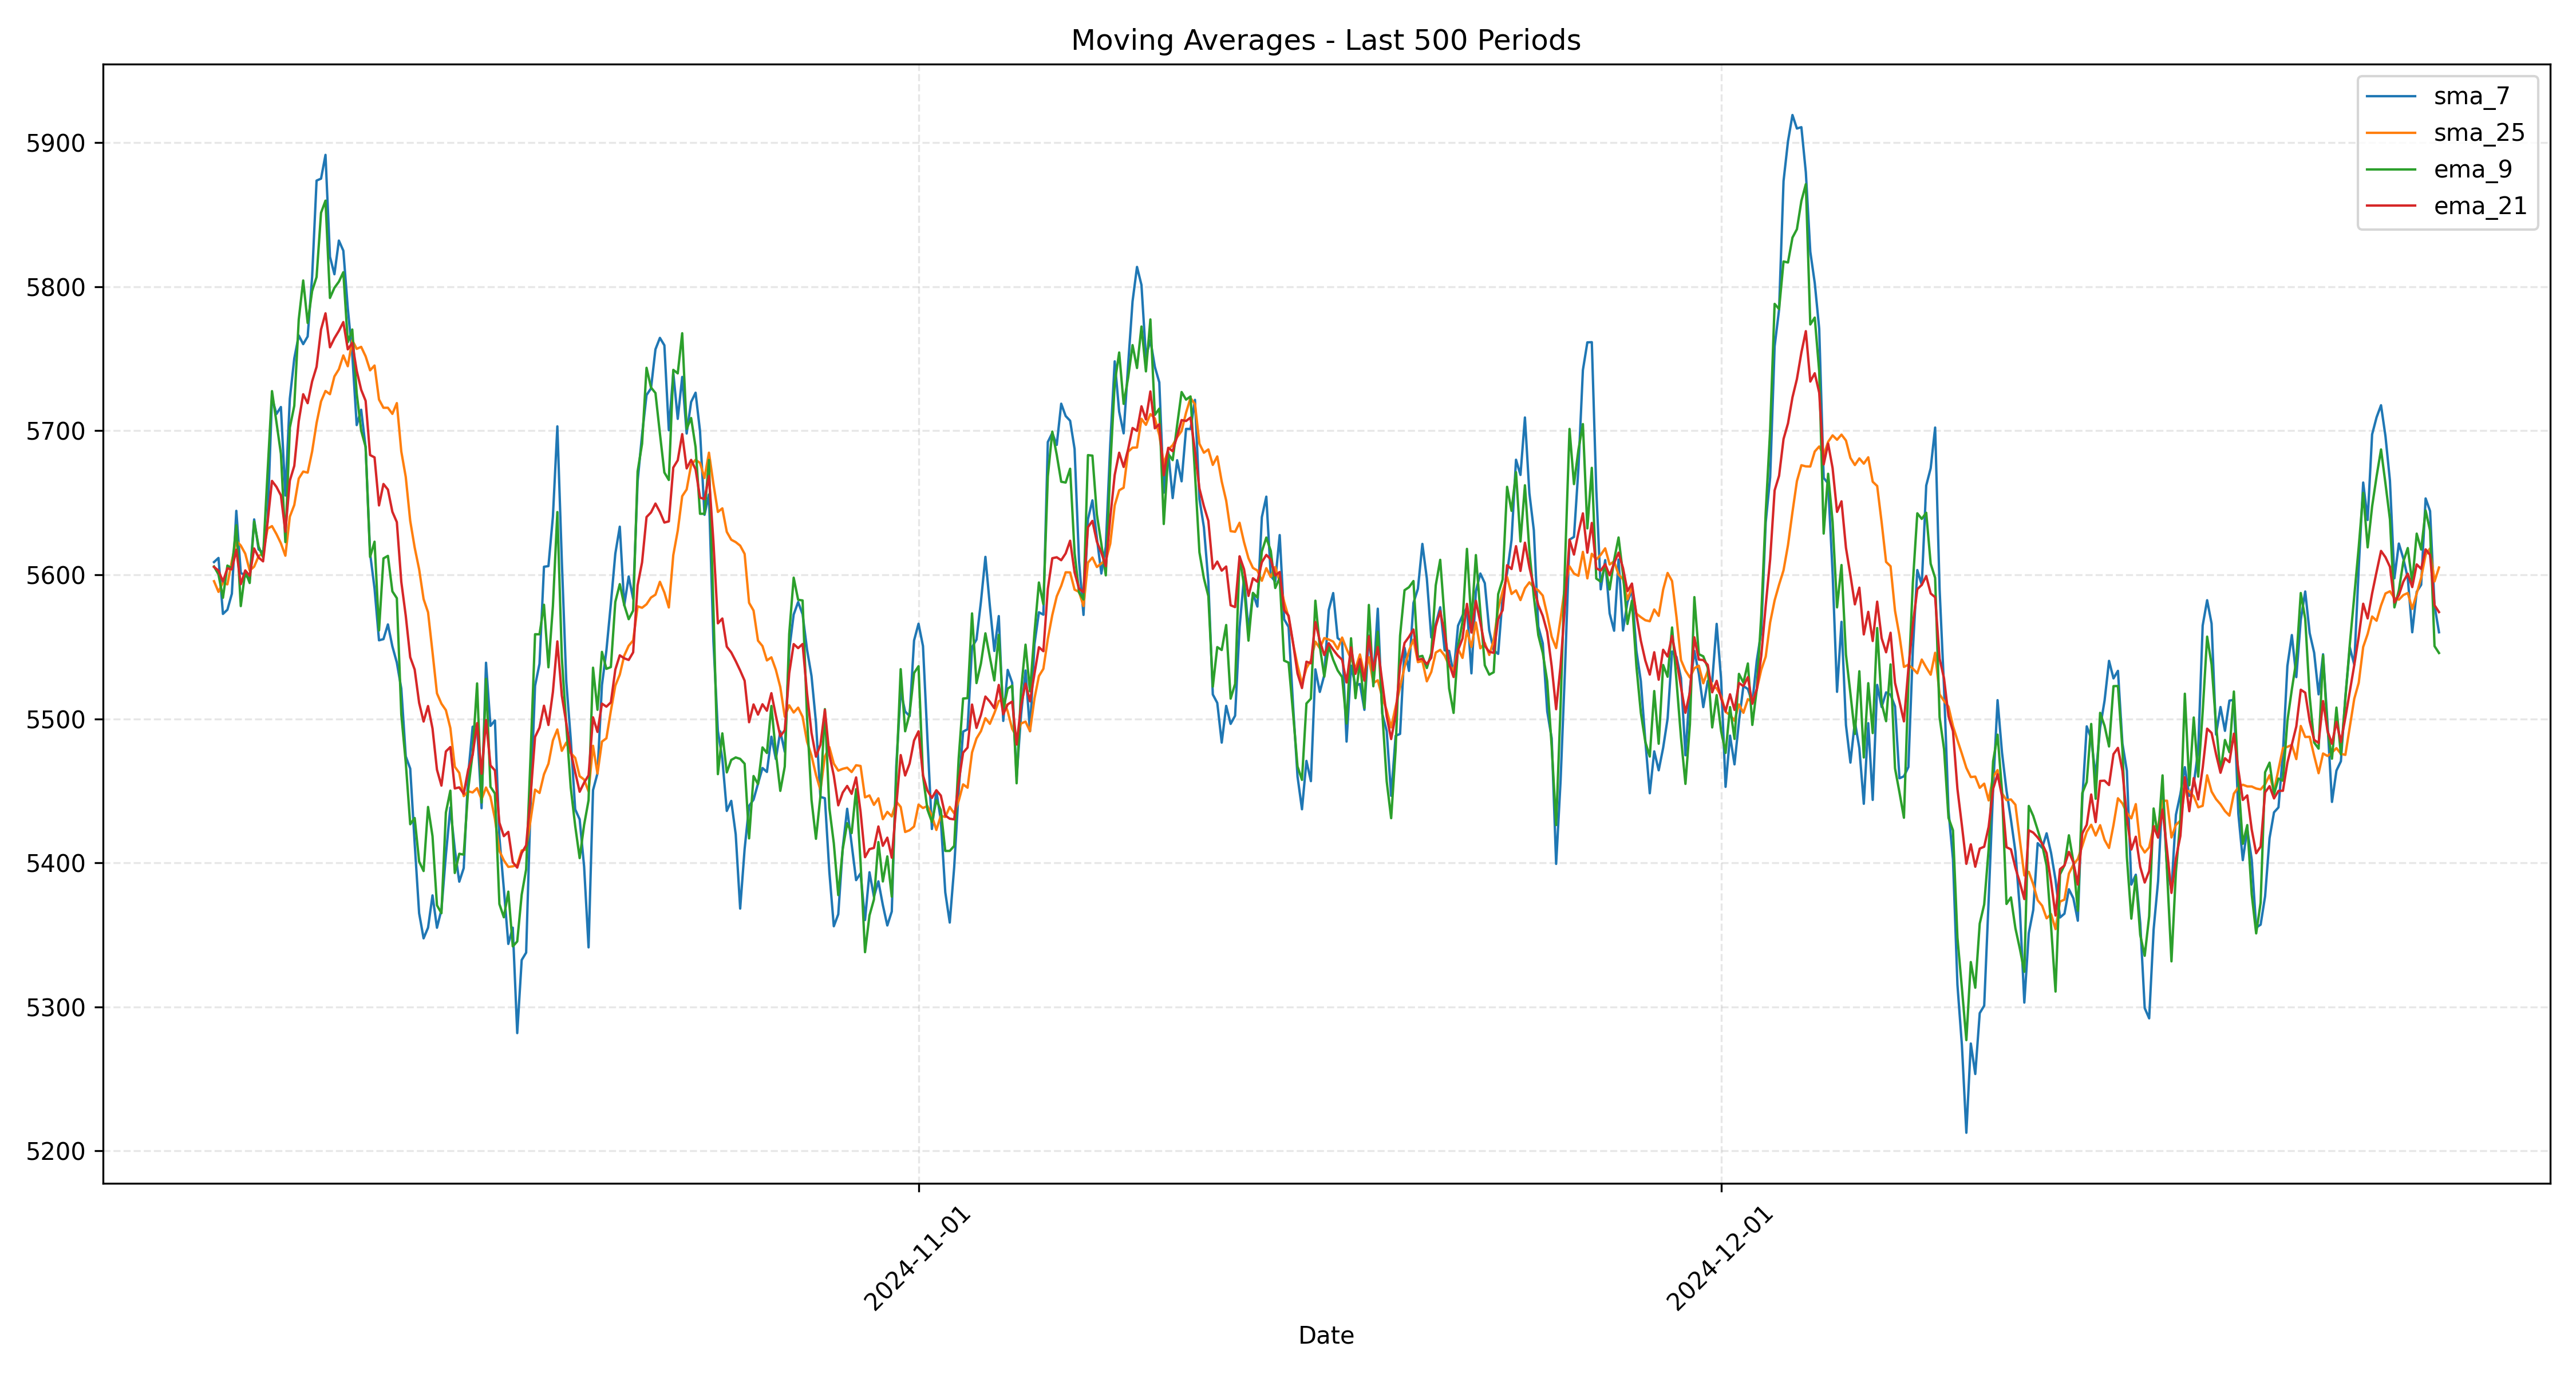 Moving Averages - Last 500 Periods
sma_7
sma_25
ema_9
ema_21
5900
5800
5700
5600
5500
5400
5300
5200
2024-11-01
2024-12-01
Date